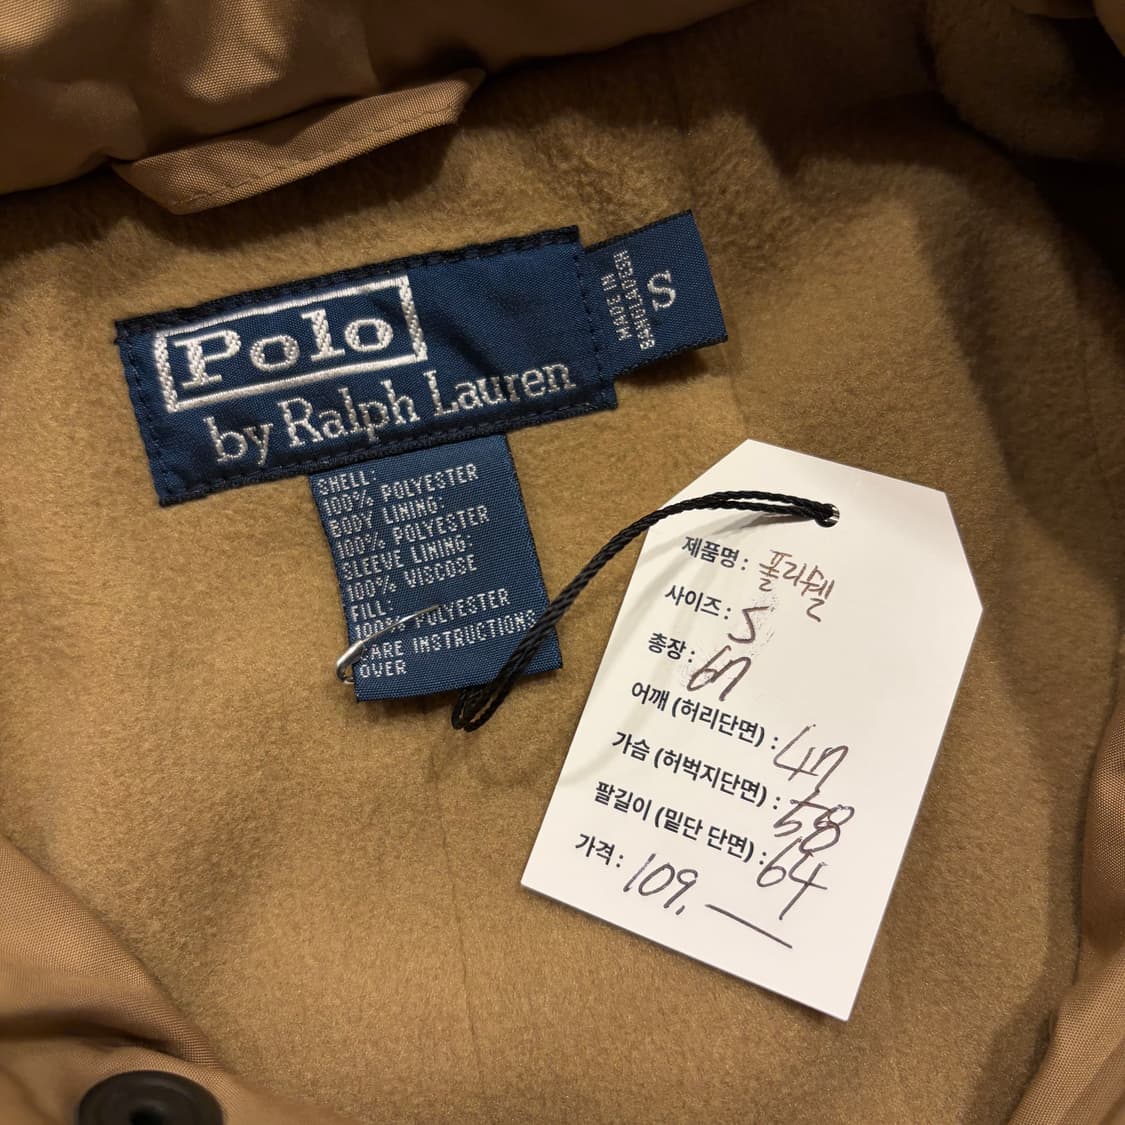 Polo
by Ralph Lauren
MADE IN
BANGLADESH
S
SHELL:
100% POLYESTER
BODY LINING:
100% POLYESTER
SLEEVE LINING:
100% VISCOSE
FILL:
100% POLYESTER
CARE INSTRUCTIONS
OVER
제품명: 폴리쉘
사이즈: S
총장: 67
어깨 (허리단면) : 47
가슴 (허벅지단면) : 58
팔길이 (밑단 단면) : 64
가격: 109.—